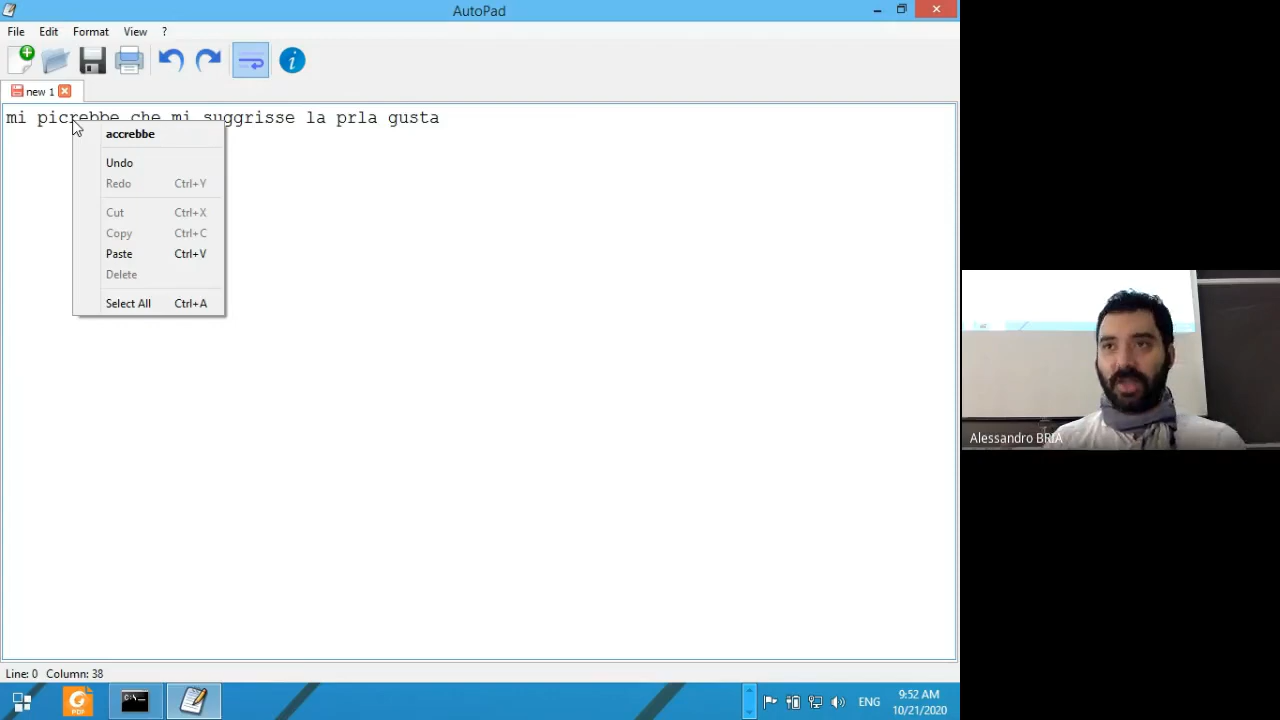 AutoPad
File Edit Format View ?
new 1
mi picrebbe che mi suggrisse la prla gusta
accrebbe
Undo
Redo Ctrl+Y
Cut Ctrl+X
Copy Ctrl+C
Paste Ctrl+V
Delete
Select All Ctrl+A
Alessandro BRIA
Line: 0 Column: 38
PDF
C:\
ENG
9:52 AM
10/21/2020